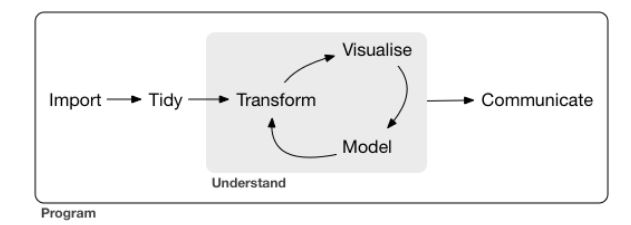 Visualise
Import Tidy Transform Communicate
Model
Understand
Program